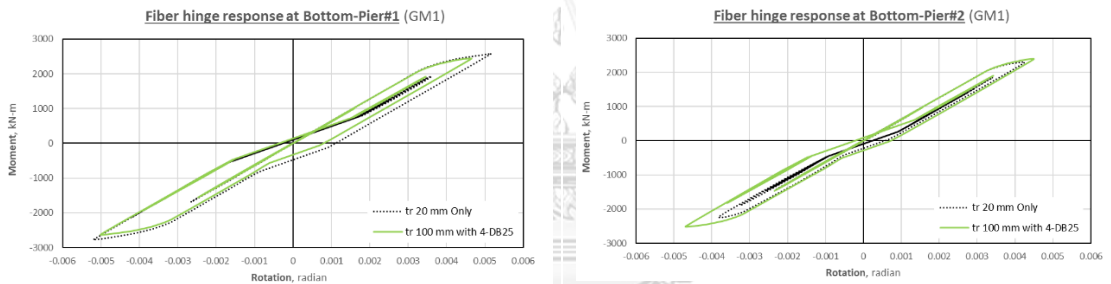 Fiber hinge response at Bottom-Pier#1 (GM1)
3000
2000
1000
0
-1000
-2000
-3000
Moment, kN-m
-0.006 -0.005 -0.004 -0.003 -0.002 -0.001 0 0.001 0.002 0.003 0.004 0.005 0.006
Rotation, radian
tr 20 mm Only
tr 100 mm with 4-DB25
Fiber hinge response at Bottom-Pier#2 (GM1)
3000
2000
1000
0
-1000
-2000
-3000
Moment, kN-m
-0.006 -0.005 -0.004 -0.003 -0.002 -0.001 0 0.001 0.002 0.003 0.004 0.005 0.006
Rotation, radian
tr 20 mm Only
tr 100 mm with 4-DB25